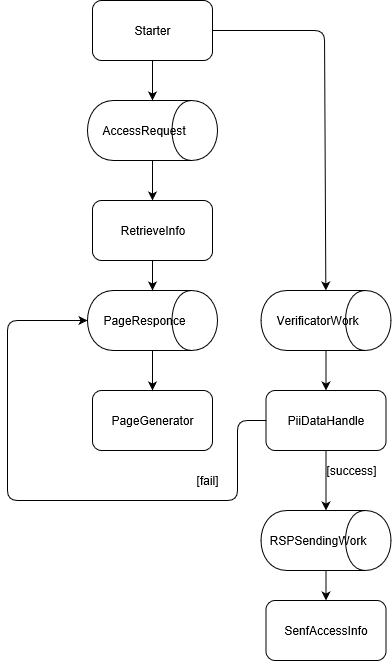 Starter
AccessRequest
RetrieveInfo
PageResponce
VerificatorWork
PageGenerator
PiiDataHandle
[success]
[fail]
RSPSendingWork
SenfAccessInfo